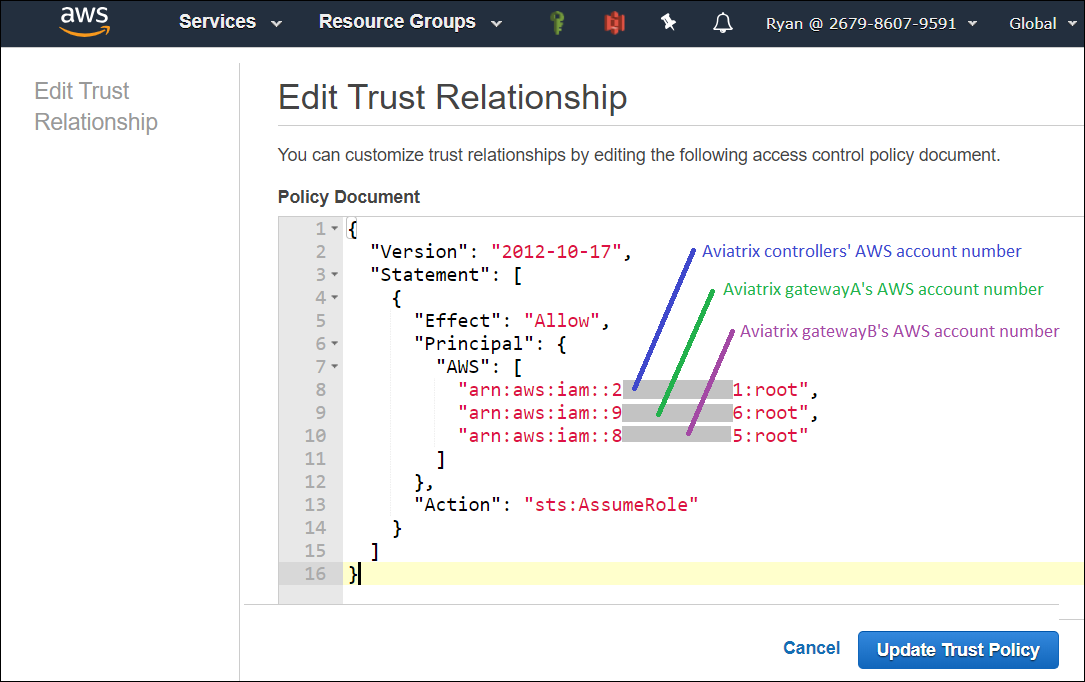 aws Services Resource Groups Ryan @ 2679-8607-9591 Global
Edit Trust
Relationship
Edit Trust Relationship
You can customize trust relationships by editing the following access control policy document.
Policy Document
1 {
2 "Version": "2012-10-17",
3 "Statement": [
4 {
5 "Effect": "Allow",
6 "Principal": {
7 "AWS": [
8 "arn:aws:iam::2 1:root",
9 "arn:aws:iam::9 6:root",
10 "arn:aws:iam::8 5:root"
11 ]
12 },
13 "Action": "sts:AssumeRole"
14 }
15 ]
16 }
Aviatrix controllers' AWS account number
Aviatrix gatewayA's AWS account number
Aviatrix gatewayB's AWS account number
Cancel Update Trust Policy